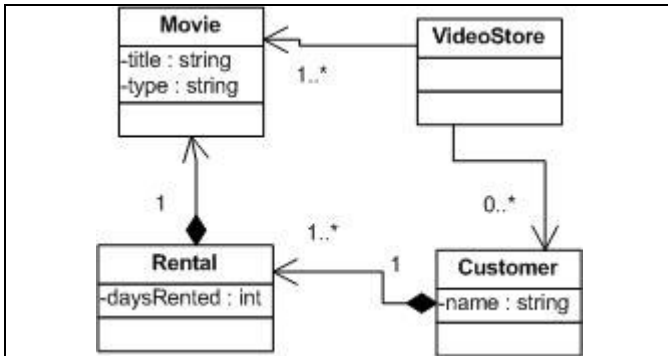 Movie
-title : string
-type : string
VideoStore
1..*
1
0..*
1..*
1
Rental
-daysRented : int
Customer
-name : string